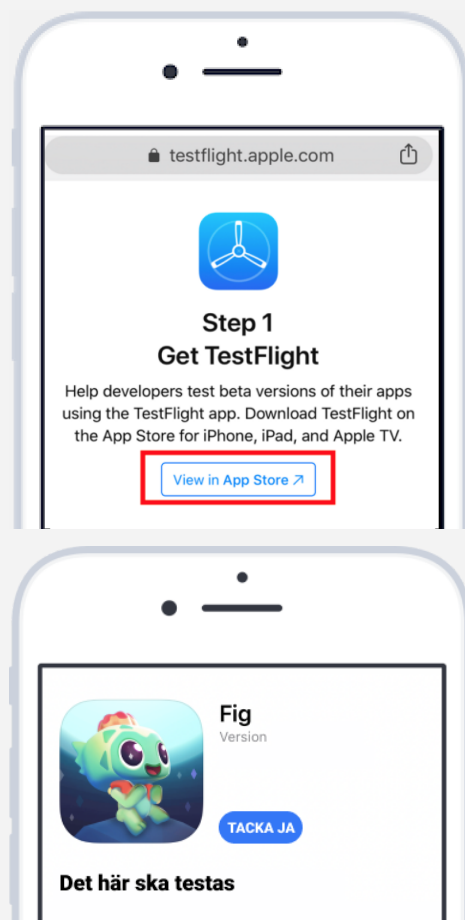 testflight.apple.com
Step 1
Get TestFlight
Help developers test beta versions of their apps
using the TestFlight app. Download TestFlight on
the App Store for iPhone, iPad, and Apple TV.
View in App Store ↗
Fig
Version
TACKA JA
Det här ska testas